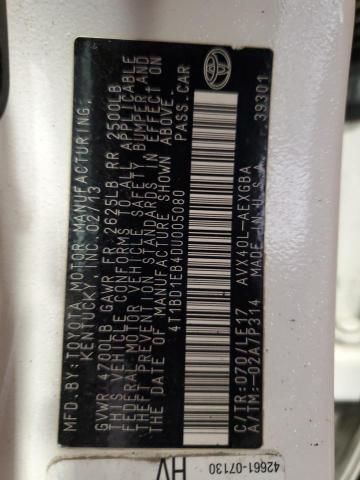 MFD. BY: TOYOTA MOTOR MANUFACTURING,
KENTUCKY, INC. 02/13
GVWR 4700LB GAWR FR 2625LB RR 2500LB
THIS VEHICLE CONFORMS TO ALL APPLICABLE
FEDERAL MOTOR VEHICLE SAFETY, BUMPER AND
THEFT PREVENTION STANDARDS IN EFFECT ON
THE DATE OF MANUFACTURE SHOWN ABOVE.
4T1BD1EB4DU005080 PASS.CAR
C/TR:070/FE17 AVX40L-AEXGBA
A/TM:-02A/P314 MADE IN U.S.A. 39301
42661-07130
HV